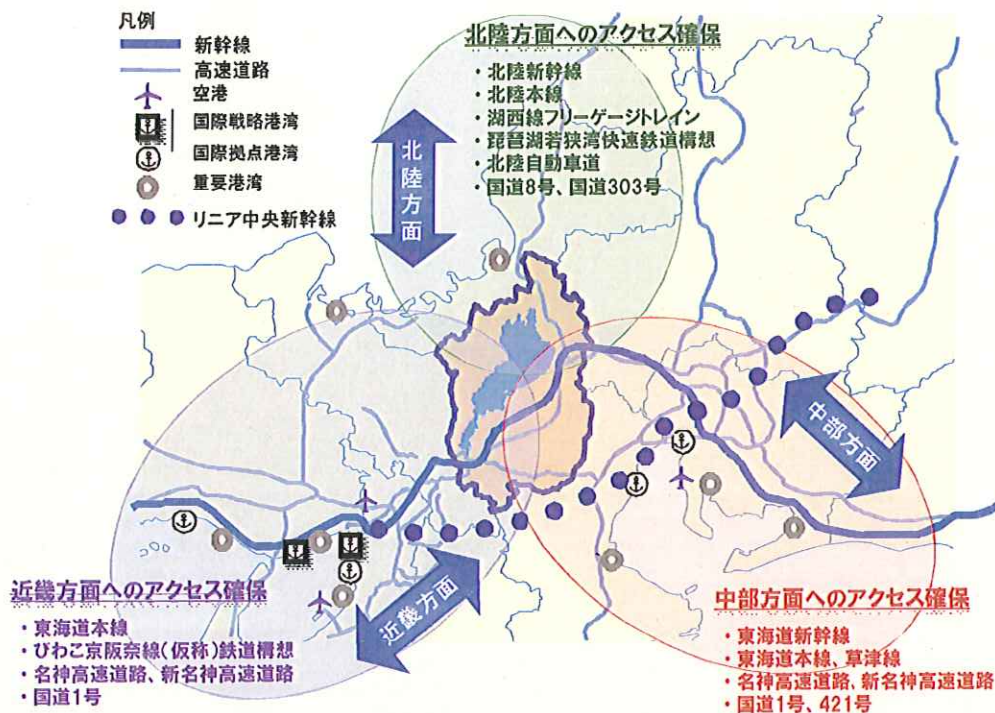 凡例
新幹線
高速道路
空港
国際戦略港湾
国際拠点港湾
重要港湾
リニア中央新幹線
北陸方面へのアクセス確保
・北陸新幹線
・北陸本線
・湖西線フリーゲージトレイン
・琵琶湖若狭湾快速鉄道構想
・北陸自動車道
・国道8号、国道303号
北陸方面
中部方面
近畿方面
近畿方面へのアクセス確保
・東海道本線
・びわこ京阪奈線(仮称)鉄道構想
・名神高速道路、新名神高速道路
・国道1号
中部方面へのアクセス確保
・東海道新幹線
・東海道本線、草津線
・名神高速道路、新名神高速道路
・国道1号、421号